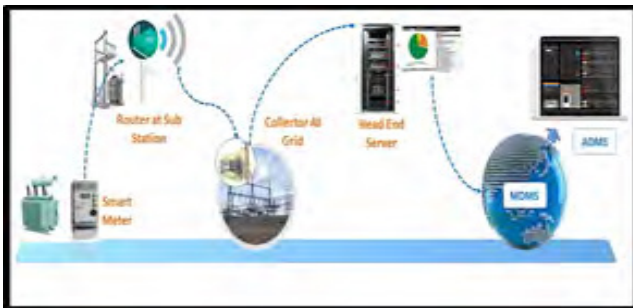 Router at Sub
Station
Collector At
Grid
Head End
Server
ADMS
MDMS
Smart
Meter